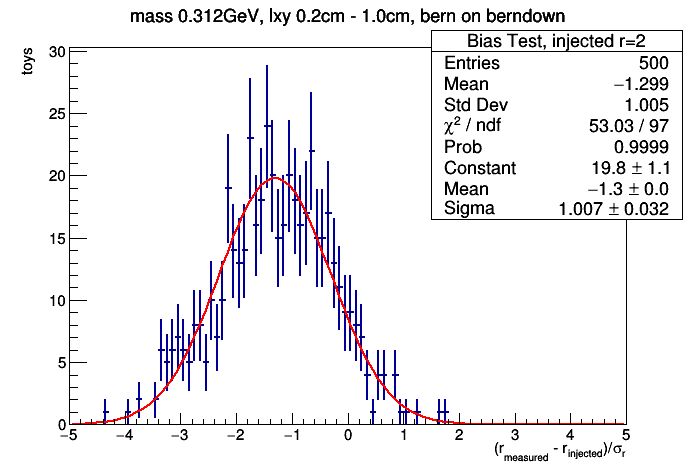 mass 0.312GeV, lxy 0.2cm - 1.0cm, bern on berndown
Bias Test, injected r=2
Entries 500
Mean −1.299
Std Dev 1.005
χ² / ndf 53.03 / 97
Prob 0.9999
Constant 19.8 ± 1.1
Mean −1.3 ± 0.0
Sigma 1.007 ± 0.032
toys
30
25
20
15
10
5
0
−5 −4 −3 −2 −1 0 1 2 3 4 5
(r_measured - r_injected)/σ_r